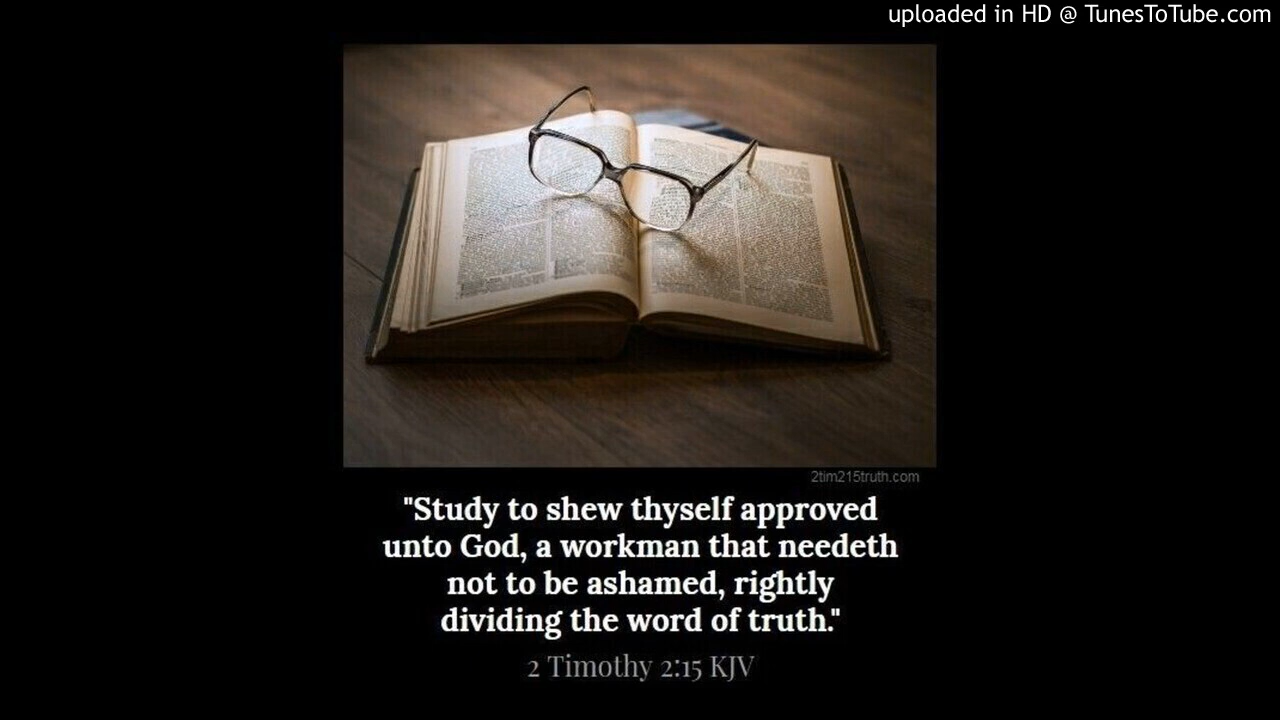 uploaded in HD @ TunesToTube.com
2tim215truth.com
"Study to shew thyself approved
unto God, a workman that needeth
not to be ashamed, rightly
dividing the word of truth."
2 Timothy 2:15 KJV